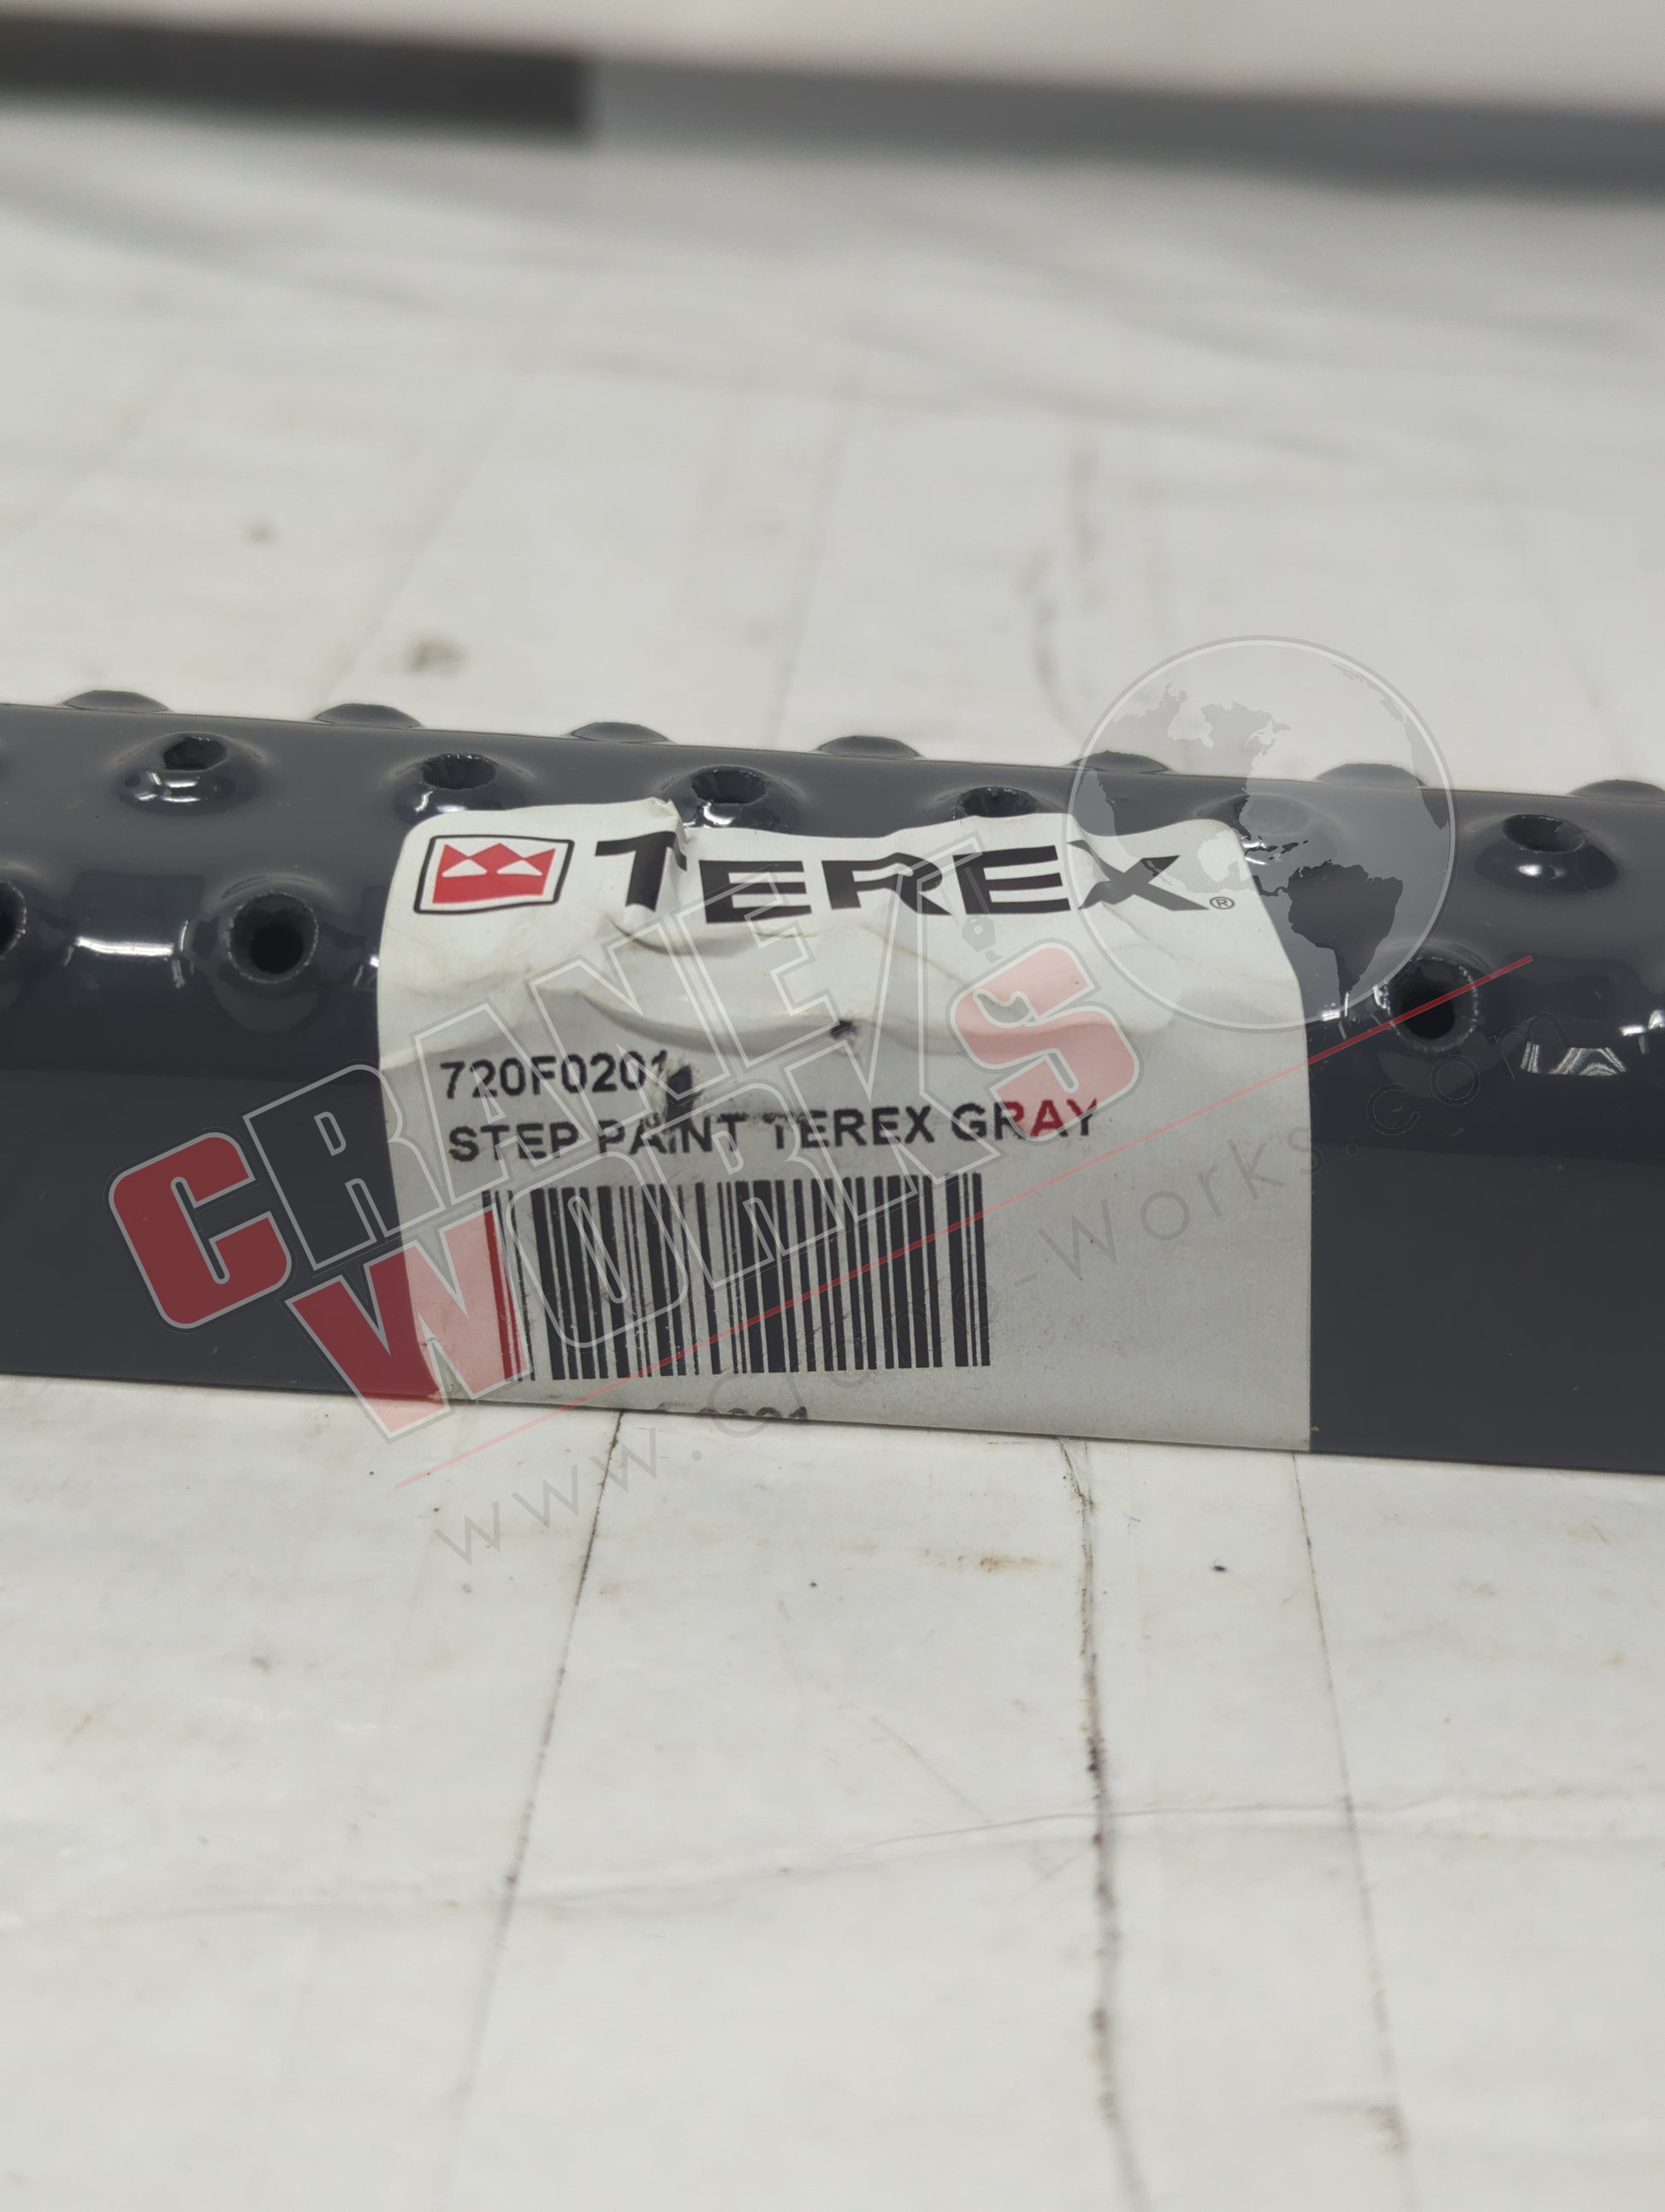 TEREX®
720F0201
STEP PAINT TEREX GRAY
CRANE
WORKS
www.crane-works.com